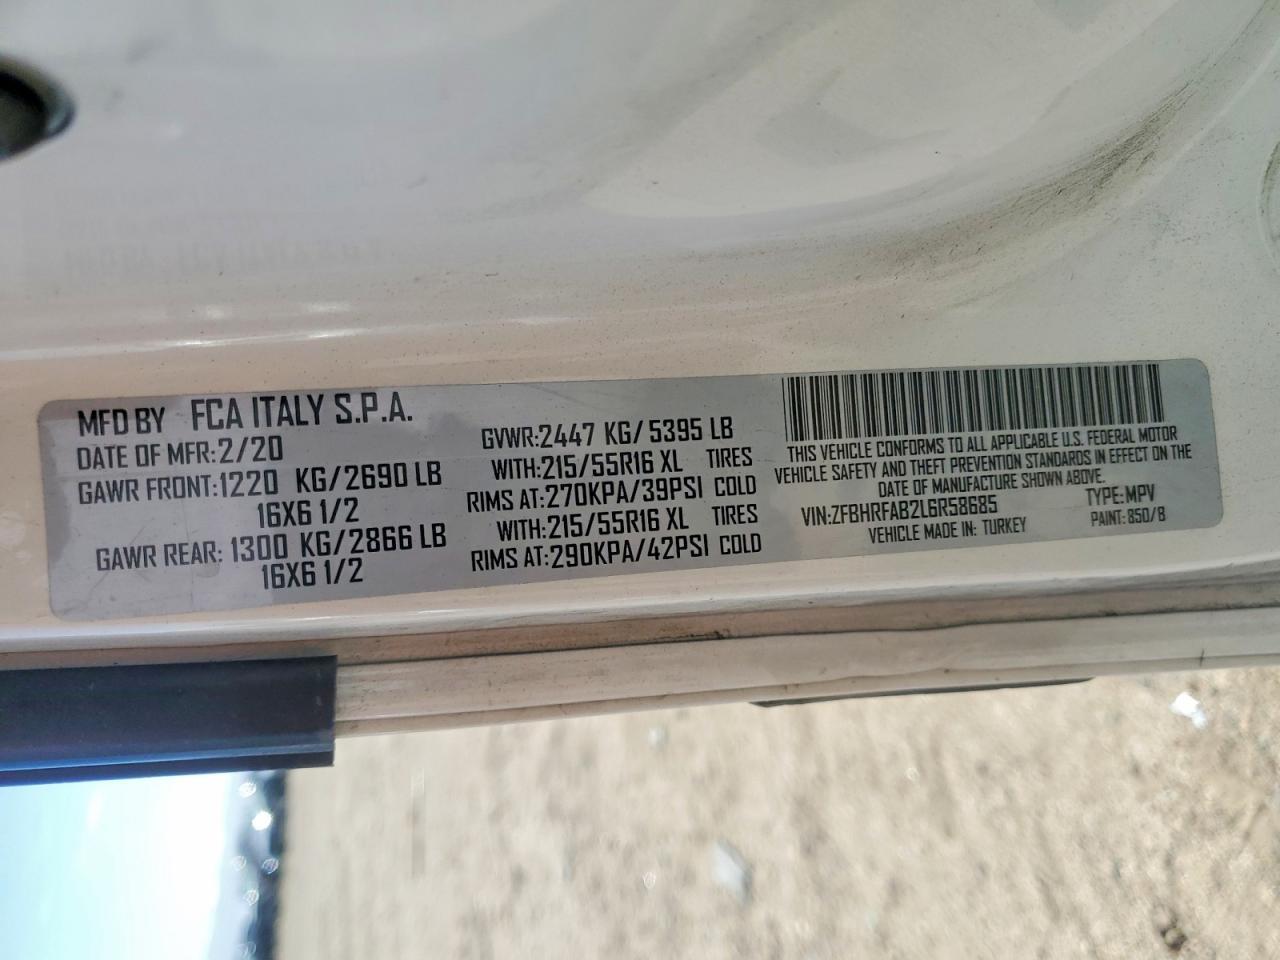 MFD BY FCA ITALY S.P.A.
DATE OF MFR:2/20
GAWR FRONT:1220 KG/2690 LB
16X6 1/2
GAWR REAR: 1300 KG/2866 LB
16X6 1/2
GVWR:2447 KG/ 5395 LB
WITH:215/55R16 XL TIRES
RIMS AT:270KPA/39PSI COLD
WITH:215/55R16 XL TIRES
RIMS AT:290KPA/42PSI COLD
THIS VEHICLE CONFORMS TO ALL APPLICABLE U.S. FEDERAL MOTOR
VEHICLE SAFETY AND THEFT PREVENTION STANDARDS IN EFFECT ON THE
DATE OF MANUFACTURE SHOWN ABOVE.
VIN:ZFBHRFAB2L6R58685 TYPE:MPV
VEHICLE MADE IN: TURKEY PAINT: 850/B